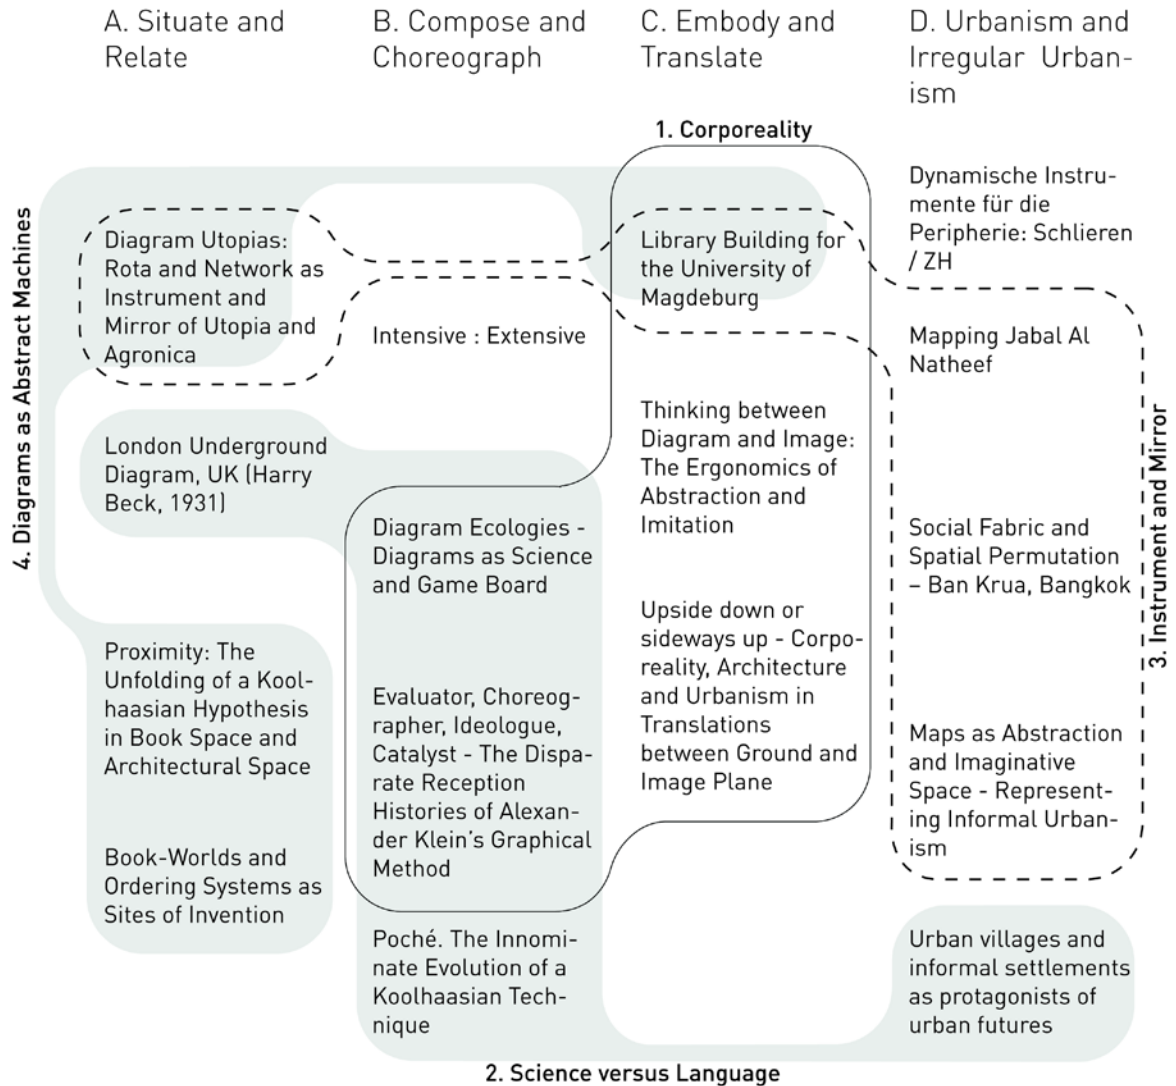 A. Situate and
Relate
B. Compose and
Choreograph
C. Embody and
Translate
D. Urbanism and
Irregular Urban-
ism
1. Corporeality
4. Diagrams as Abstract Machines
Diagram Utopias:
Rota and Network as
Instrument and
Mirror of Utopia and
Agronica
London Underground
Diagram, UK (Harry
Beck, 1931)
Proximity: The
Unfolding of a Kool-
haasian Hypothesis
in Book Space and
Architectural Space
Book-Worlds and
Ordering Systems as
Sites of Invention
Intensive : Extensive
Diagram Ecologies -
Diagrams as Science
and Game Board
Evaluator, Choreog-
rapher, Ideologue,
Catalyst - The Dispa-
rate Reception
Histories of Alexan-
der Klein's Graphical
Method
Poché. The Innomi-
nate Evolution of a
Koolhaasian Tech-
nique
Library Building for
the University of
Magdeburg
Thinking between
Diagram and Image:
The Ergonomics of
Abstraction and
Imitation
Upside down or
sideways up - Corpo-
reality, Architecture
and Urbanism in
Translations
between Ground and
Image Plane
Dynamische Instru-
mente für die
Peripherie: Schlieren
/ ZH
Mapping Jabal Al
Natheef
Social Fabric and
Spatial Permutation
– Ban Krua, Bangkok
Maps as Abstraction
and Imaginative
Space - Represent-
ing Informal Urban-
ism
Urban villages and
informal settlements
as protagonists of
urban futures
3. Instrument and Mirror
2. Science versus Language